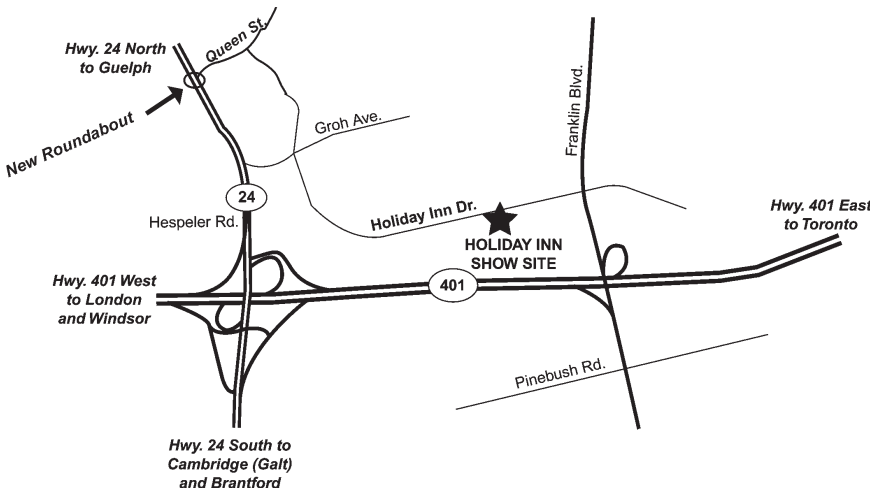 Hwy. 24 North
to Guelph
Queen St.
New Roundabout
Groh Ave.
Franklin Blvd.
24
Hespeler Rd.
Holiday Inn Dr.
HOLIDAY INN
SHOW SITE
Hwy. 401 East
to Toronto
Hwy. 401 West
to London
and Windsor
401
Pinebush Rd.
Hwy. 24 South to
Cambridge (Galt)
and Brantford